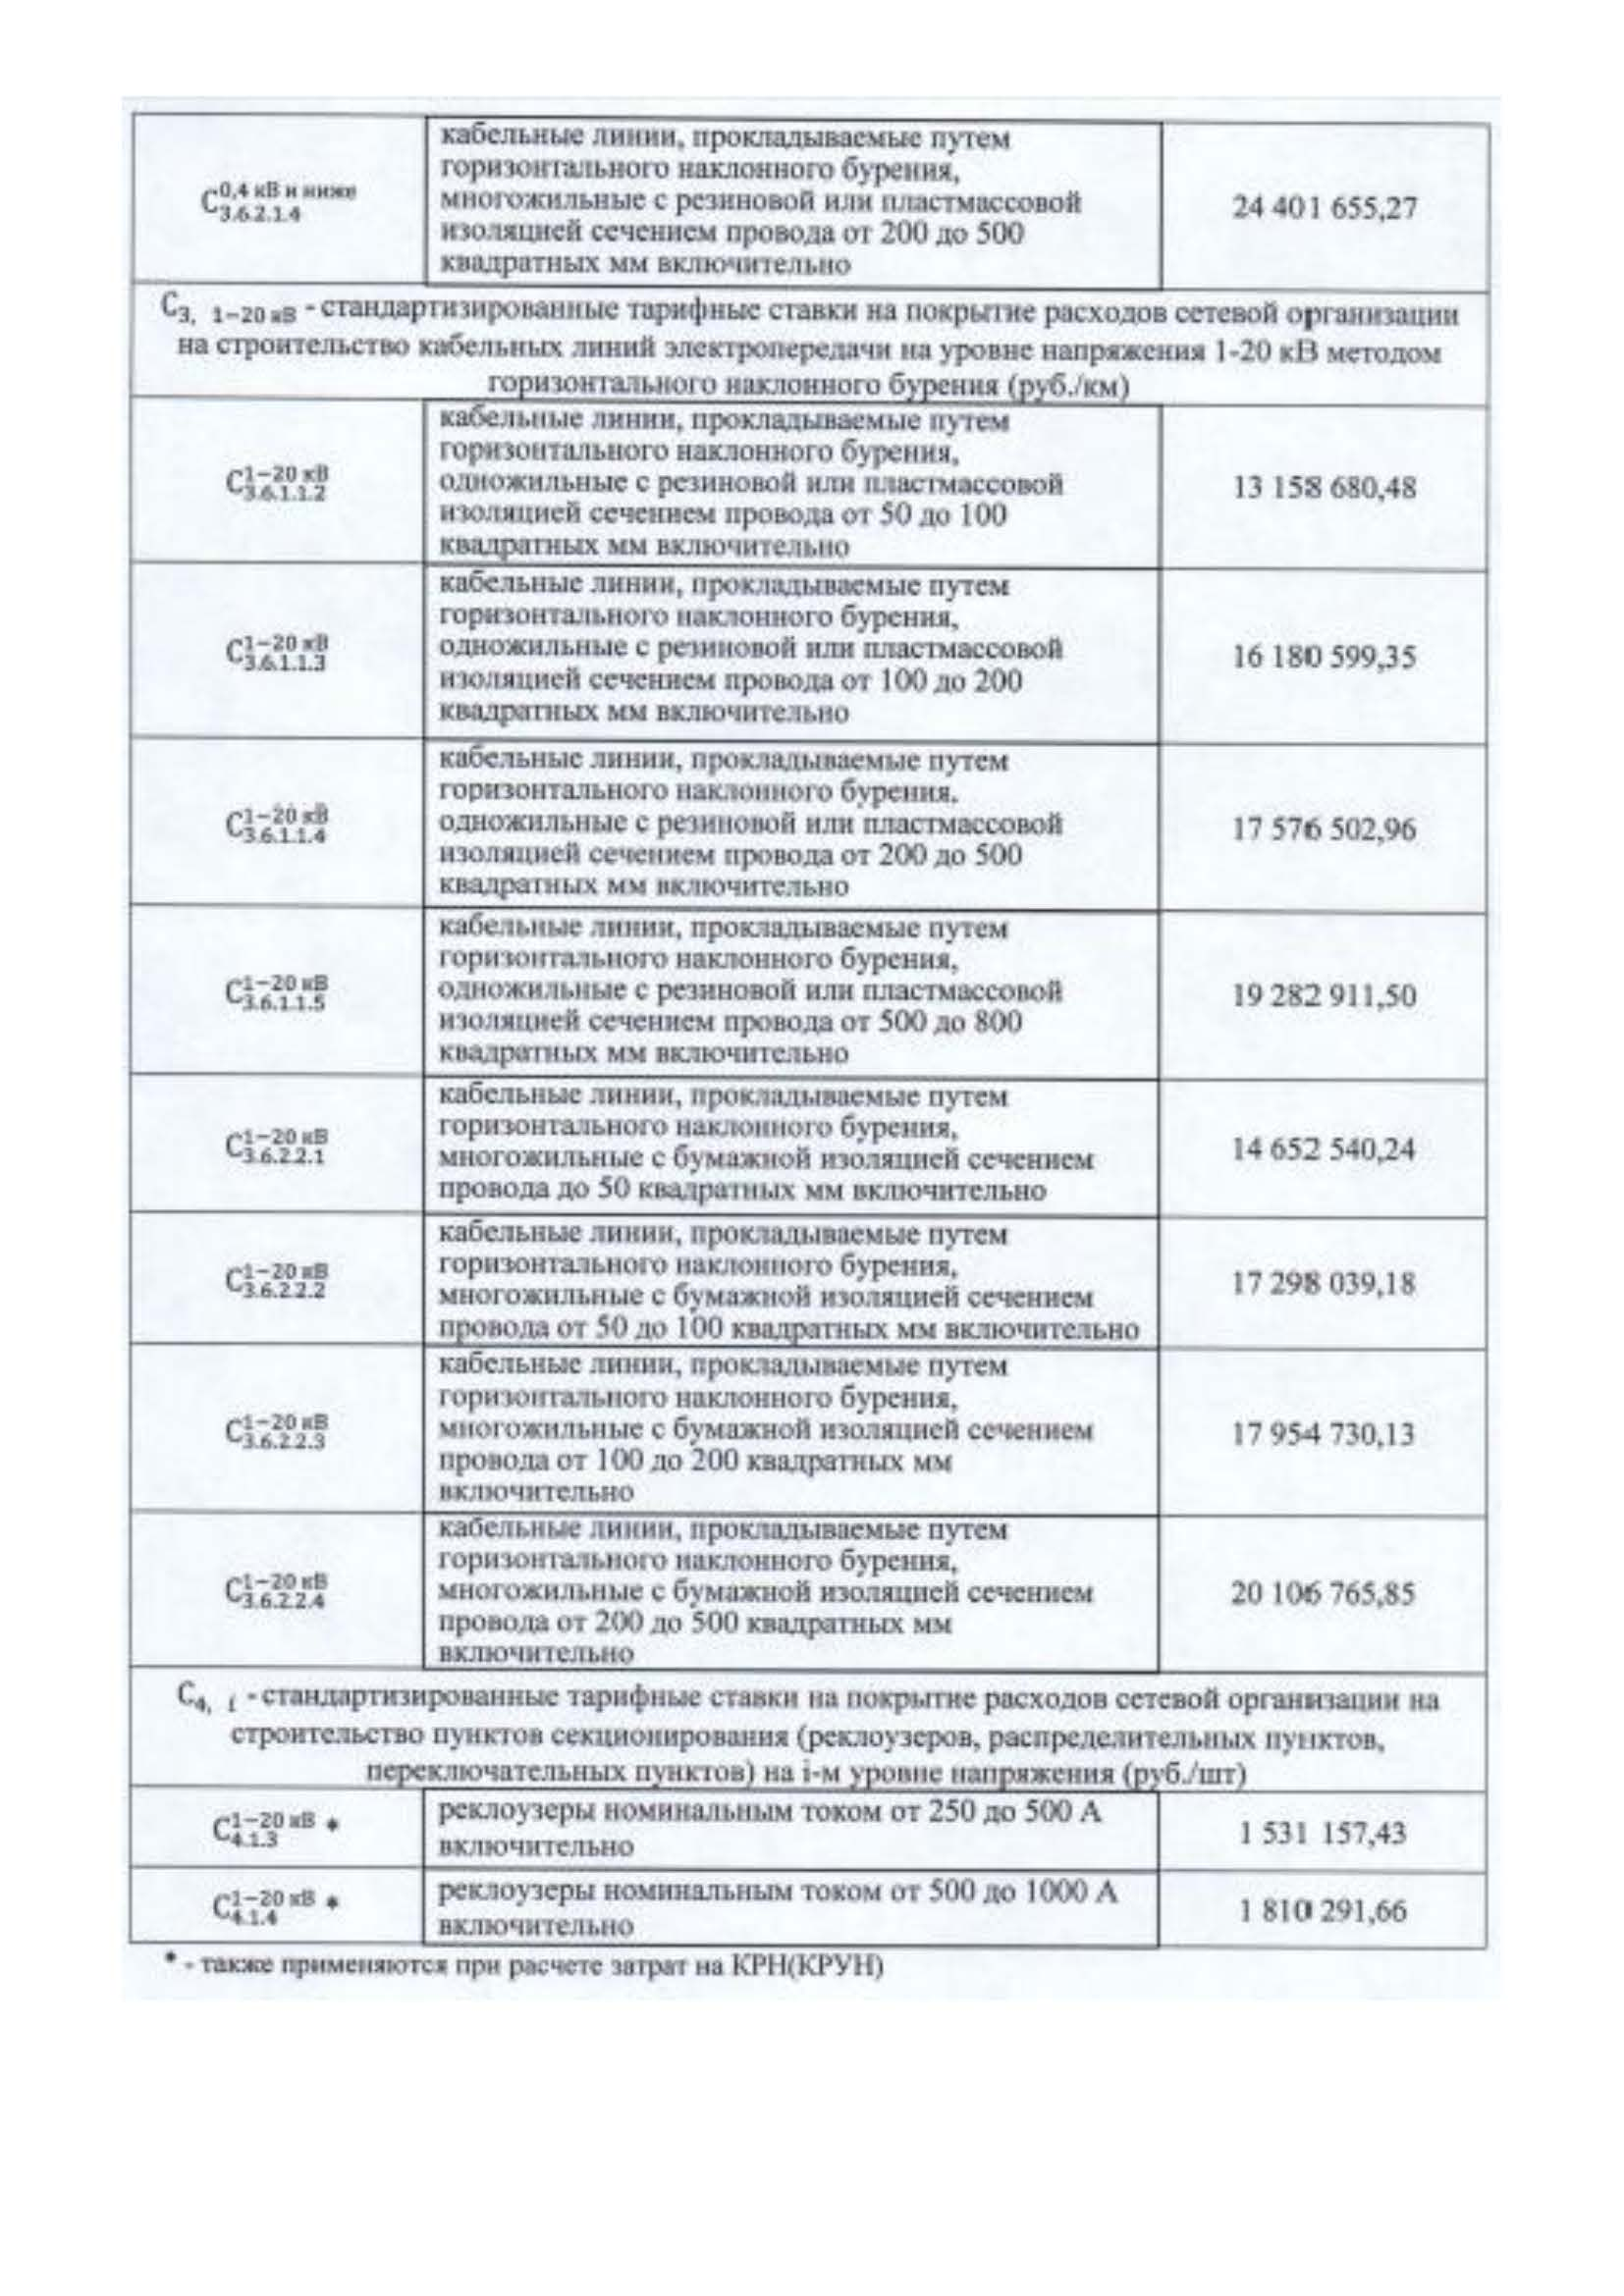 C 0,4 кВ и ниже 3.6.2.1.4
кабельные линии, прокладываемые путем
горизонтального наклонного бурения,
многожильные с резиновой или пластмассовой
изоляцией сечением провода от 200 до 500
квадратных мм включительно
24 401 655,27
C3, 1–20 кВ - стандартизированные тарифные ставки на покрытие расходов сетевой организации
на строительство кабельных линий электропередачи на уровне напряжения 1-20 кВ методом
горизонтального наклонного бурения (руб./км)
C 1–20 кВ 3.6.1.1.2
кабельные линии, прокладываемые путем
горизонтального наклонного бурения,
одножильные с резиновой или пластмассовой
изоляцией сечением провода от 50 до 100
квадратных мм включительно
13 158 680,48
C 1–20 кВ 3.6.1.1.3
кабельные линии, прокладываемые путем
горизонтального наклонного бурения,
одножильные с резиновой или пластмассовой
изоляцией сечением провода от 100 до 200
квадратных мм включительно
16 180 599,35
C 1–20 кВ 3.6.1.1.4
кабельные линии, прокладываемые путем
горизонтального наклонного бурения,
одножильные с резиновой или пластмассовой
изоляцией сечением провода от 200 до 500
квадратных мм включительно
17 576 502,96
C 1–20 кВ 3.6.1.1.5
кабельные линии, прокладываемые путем
горизонтального наклонного бурения,
одножильные с резиновой или пластмассовой
изоляцией сечением провода от 500 до 800
квадратных мм включительно
19 282 911,50
C 1–20 кВ 3.6.2.2.1
кабельные линии, прокладываемые путем
горизонтального наклонного бурения,
многожильные с бумажной изоляцией сечением
провода до 50 квадратных мм включительно
14 652 540,24
C 1–20 кВ 3.6.2.2.2
кабельные линии, прокладываемые путем
горизонтального наклонного бурения,
многожильные с бумажной изоляцией сечением
провода от 50 до 100 квадратных мм включительно
17 298 039,18
C 1–20 кВ 3.6.2.2.3
кабельные линии, прокладываемые путем
горизонтального наклонного бурения,
многожильные с бумажной изоляцией сечением
провода от 100 до 200 квадратных мм
включительно
17 954 730,13
C 1–20 кВ 3.6.2.2.4
кабельные линии, прокладываемые путем
горизонтального наклонного бурения,
многожильные с бумажной изоляцией сечением
провода от 200 до 500 квадратных мм
включительно
20 106 765,85
C4, i - стандартизированные тарифные ставки на покрытие расходов сетевой организации на
строительство пунктов секционирования (реклоузеров, распределительных пунктов,
переключательных пунктов) на i-м уровне напряжения (руб./шт)
C 1–20 кВ 4.1.3 *
реклоузеры номинальным током от 250 до 500 А
включительно
1 531 157,43
C 1–20 кВ 4.1.4 *
реклоузеры номинальным током от 500 до 1000 А
включительно
1 810 291,66
* - также применяются при расчете затрат на КРН(КРУН)